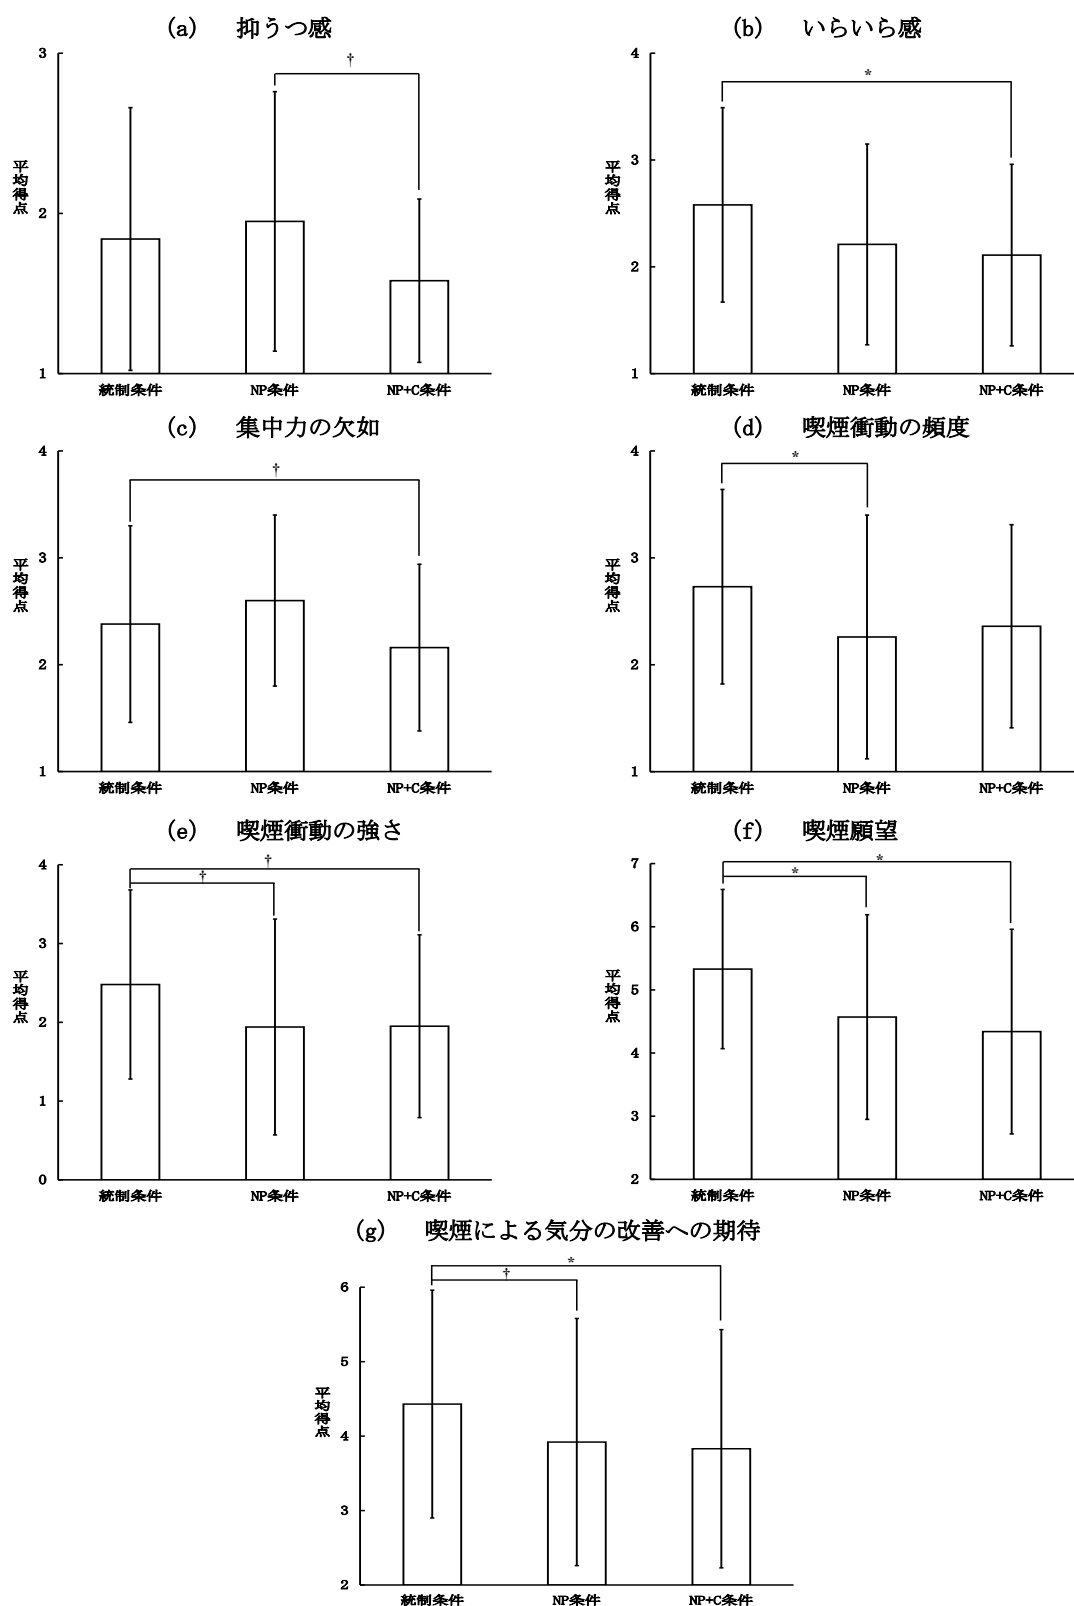 (a) 抑うつ感
3
†
平均得点
2
1
統制条件 NP条件 NP+C条件
(b) いらいら感
4
*
3
平均得点
2
1
統制条件 NP条件 NP+C条件
(c) 集中力の欠如
4
†
3
平均得点
2
1
統制条件 NP条件 NP+C条件
(d) 喫煙衝動の頻度
4
*
3
平均得点
2
1
統制条件 NP条件 NP+C条件
(e) 喫煙衝動の強さ
4
†
†
3
平均得点
2
1
0
統制条件 NP条件 NP+C条件
(f) 喫煙願望
7
*
*
6
平均得点
5
4
3
2
統制条件 NP条件 NP+C条件
(g) 喫煙による気分の改善への期待
*
†
6
5
平均得点
4
3
2
統制条件 NP条件 NP+C条件